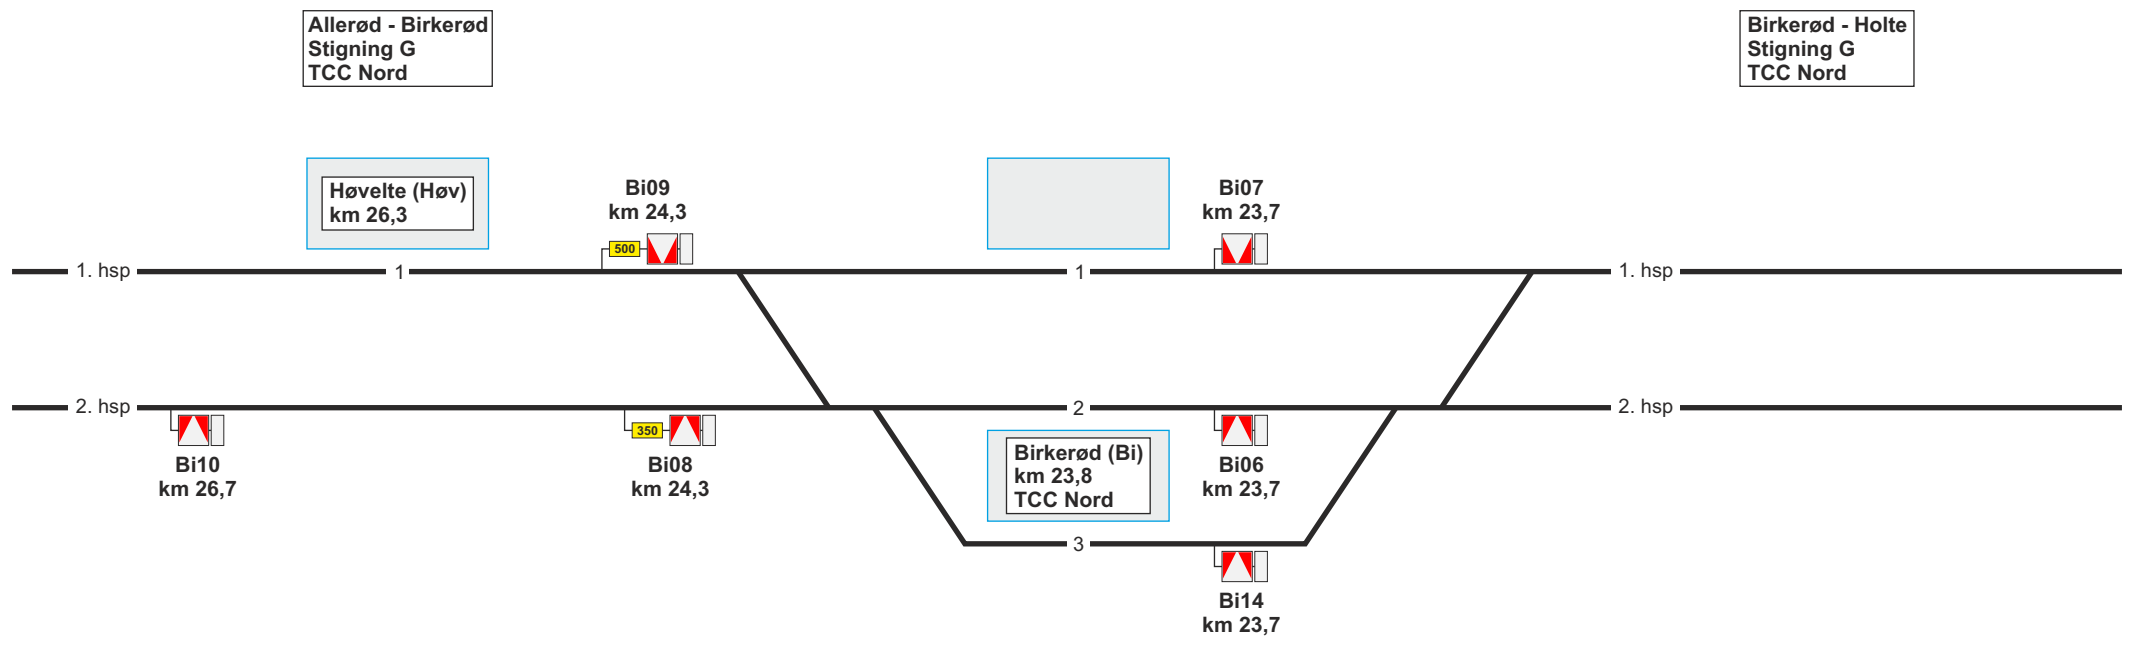 Allerød - Birkerød
Stigning G
TCC Nord
Birkerød - Holte
Stigning G
TCC Nord
Høvelte (Høv)
km 26,3
Bi09
km 24,3
500
Bi07
km 23,7
1. hsp
1
1
1. hsp
2. hsp
2
2. hsp
Bi10
km 26,7
350
Bi08
km 24,3
Birkerød (Bi)
km 23,8
TCC Nord
Bi06
km 23,7
3
Bi14
km 23,7